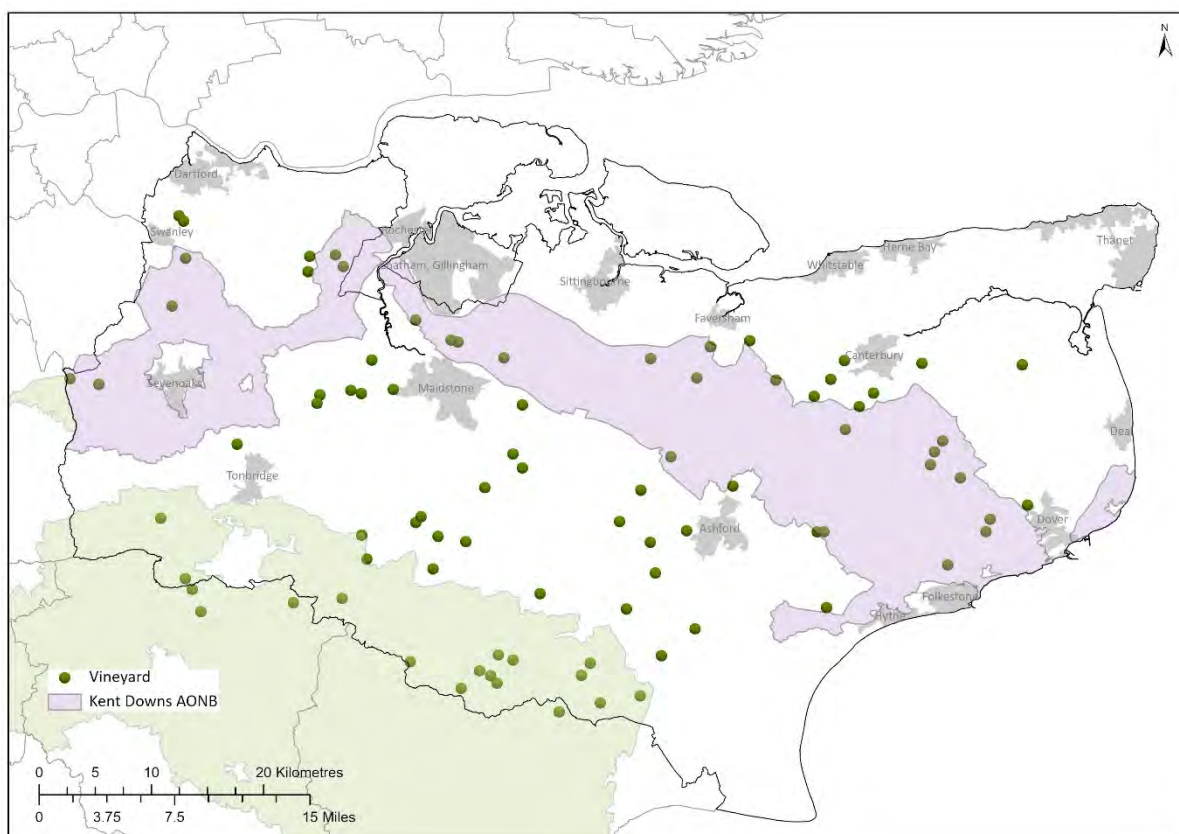 N
Dartford
Swanley
Rochester
Chatham, Gillingham
Sittingbourne
Whitstable
Herne Bay
Thanet
Faversham
Canterbury
Sevenoaks
Maidstone
Deal
Tonbridge
Ashford
Dover
Folkestone
Hythe
Vineyard
Kent Downs AONB
0 5 10 20 Kilometres
0 3.75 7.5 15 Miles